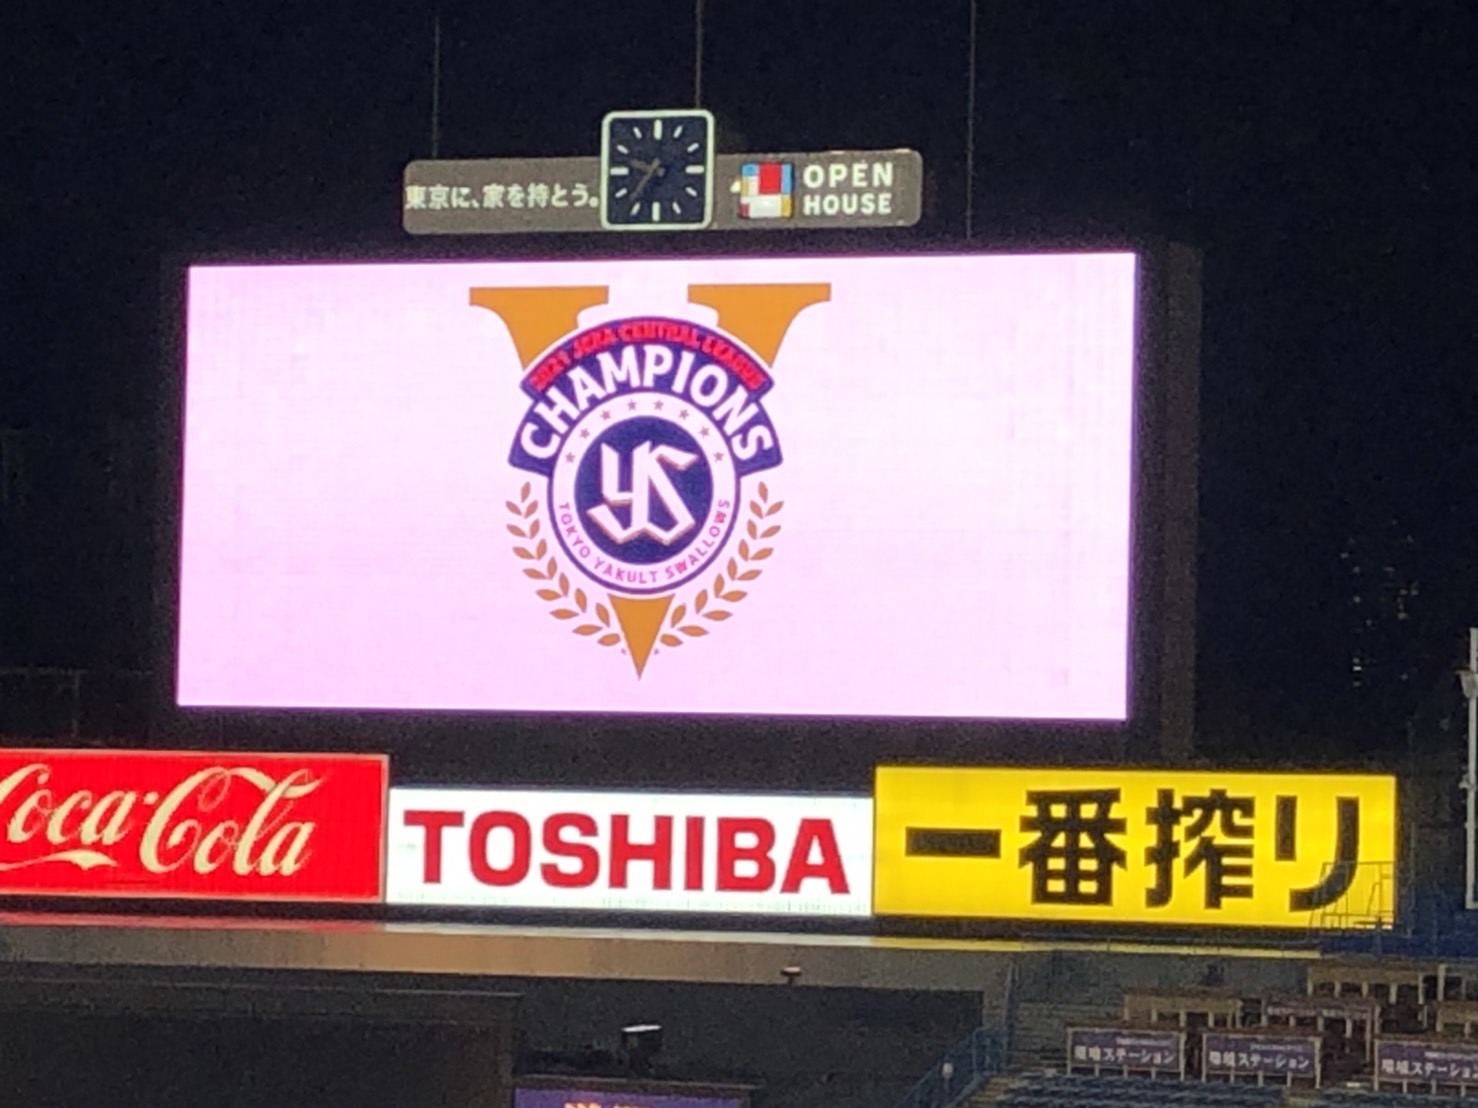 東京に、家を持とう。
OPEN
HOUSE
2021 JERA CENTRAL LEAGUE
CHAMPIONS
YS
TOKYO YAKULT SWALLOWS
Coca-Cola
TOSHIBA
一番搾り